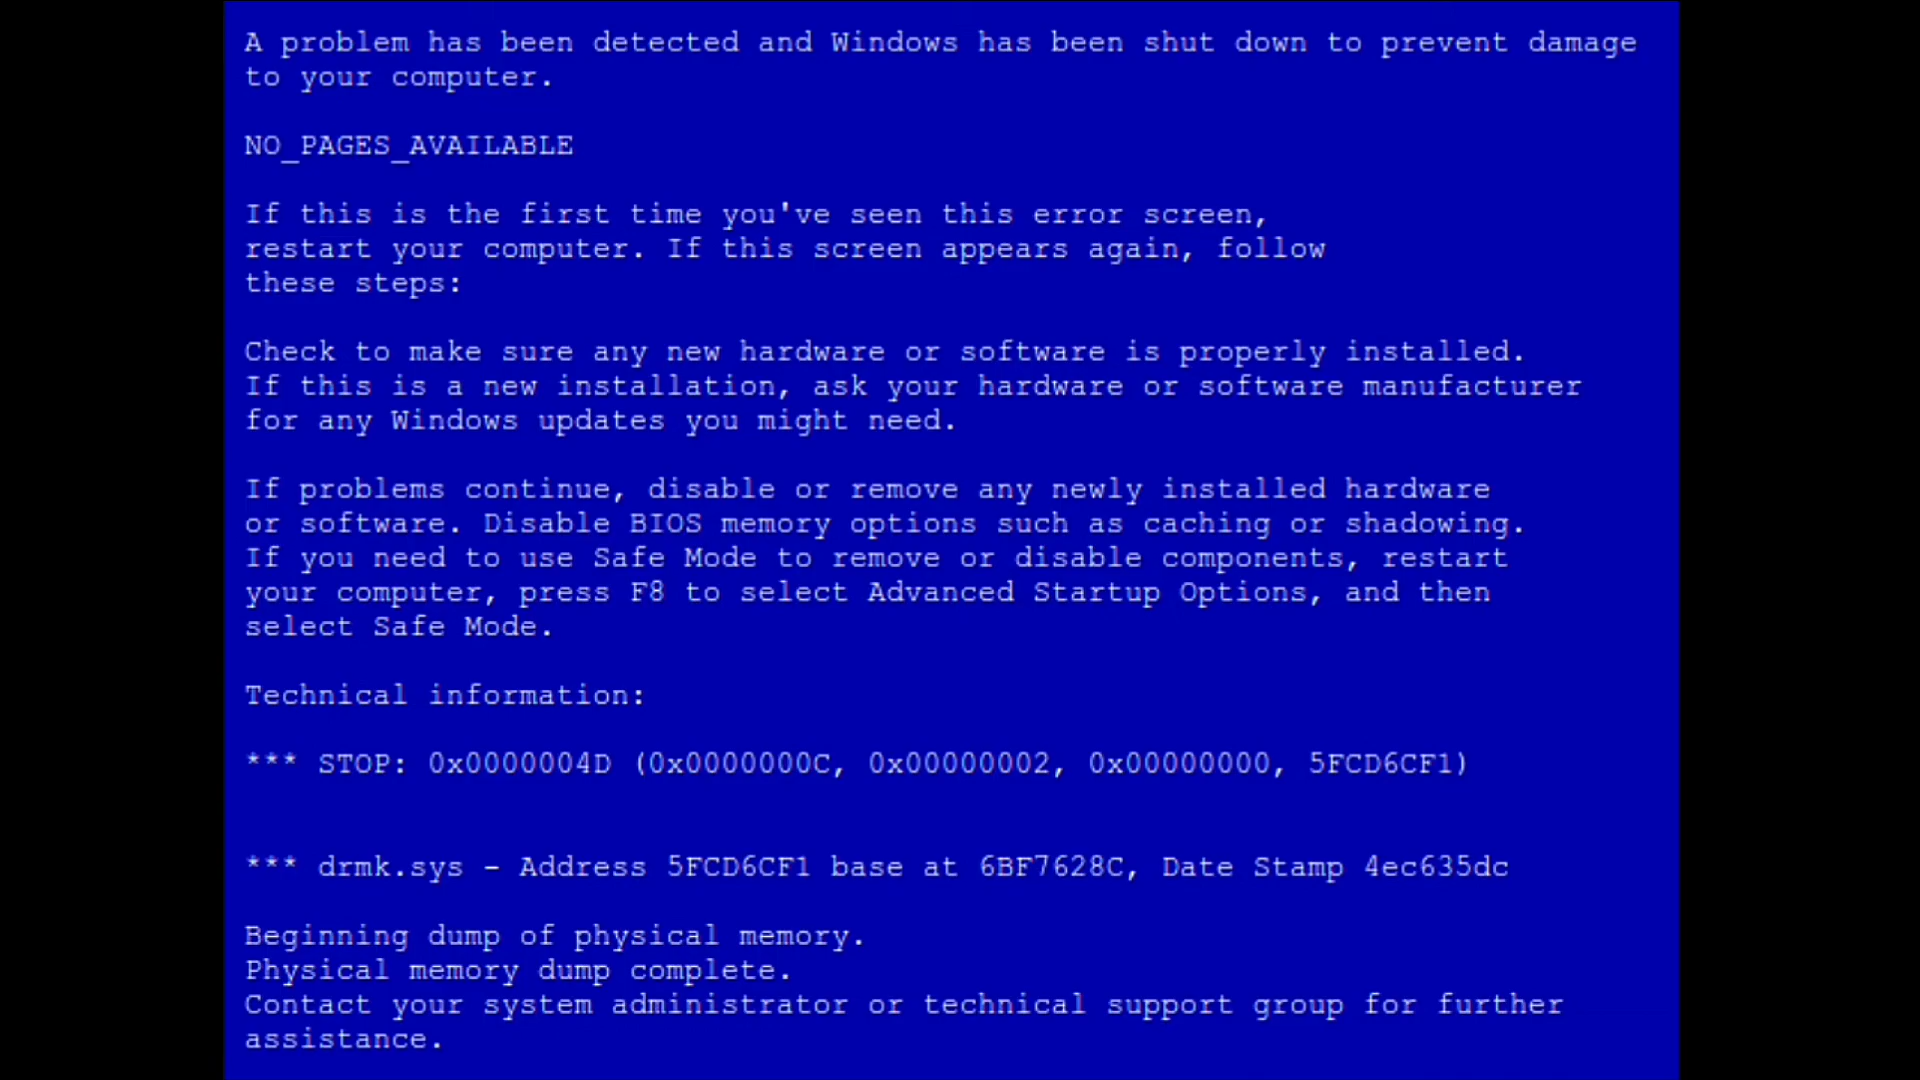 A problem has been detected and Windows has been shut down to prevent damage
to your computer.
NO_PAGES_AVAILABLE
If this is the first time you've seen this error screen,
restart your computer. If this screen appears again, follow
these steps:
Check to make sure any new hardware or software is properly installed.
If this is a new installation, ask your hardware or software manufacturer
for any Windows updates you might need.
If problems continue, disable or remove any newly installed hardware
or software. Disable BIOS memory options such as caching or shadowing.
If you need to use Safe Mode to remove or disable components, restart
your computer, press F8 to select Advanced Startup Options, and then
select Safe Mode.
Technical information:
*** STOP: 0x0000004D (0x0000000C, 0x00000002, 0x00000000, 5FCD6CF1)
*** drmk.sys - Address 5FCD6CF1 base at 6BF7628C, Date Stamp 4ec635dc
Beginning dump of physical memory.
Physical memory dump complete.
Contact your system administrator or technical support group for further
assistance.